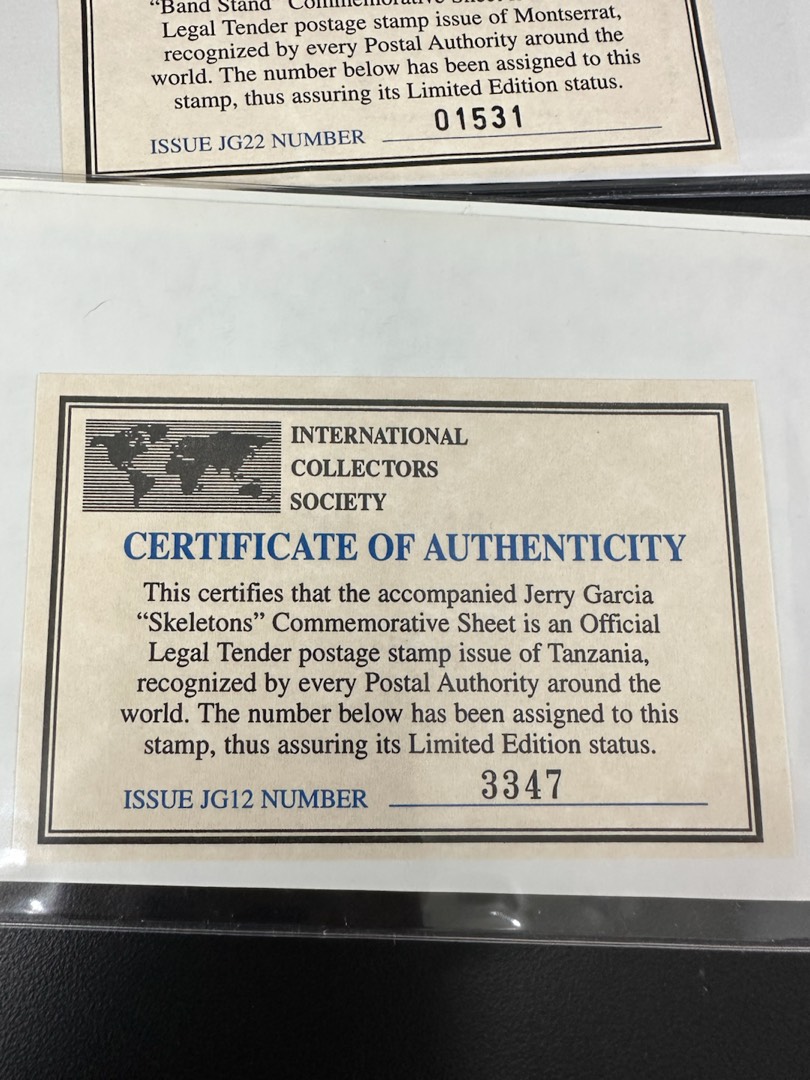 “Band Stand” Commemorative Sheet
Legal Tender postage stamp issue of Montserrat,
recognized by every Postal Authority around the
world. The number below has been assigned to this
stamp, thus assuring its Limited Edition status.
ISSUE JG22 NUMBER 01531
INTERNATIONAL
COLLECTORS
SOCIETY
CERTIFICATE OF AUTHENTICITY
This certifies that the accompanied Jerry Garcia
“Skeletons” Commemorative Sheet is an Official
Legal Tender postage stamp issue of Tanzania,
recognized by every Postal Authority around the
world. The number below has been assigned to this
stamp, thus assuring its Limited Edition status.
ISSUE JG12 NUMBER 3347